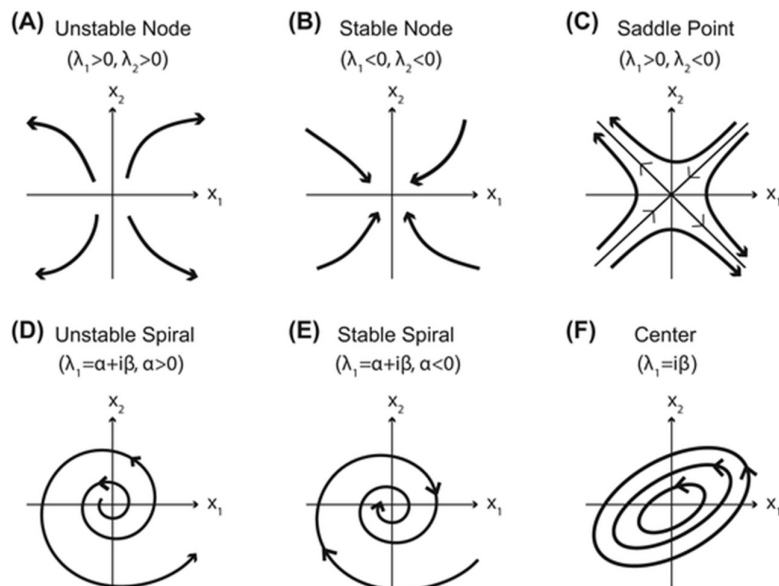 (A) Unstable Node
(λ₁>0, λ₂>0)
x₂
x₁
(B) Stable Node
(λ₁<0, λ₂<0)
x₂
x₁
(C) Saddle Point
(λ₁>0, λ₂<0)
x₂
x₁
(D) Unstable Spiral
(λ₁=α+iβ, α>0)
x₂
x₁
(E) Stable Spiral
(λ₁=α+iβ, α<0)
x₂
x₁
(F) Center
(λ₁=iβ)
x₂
x₁